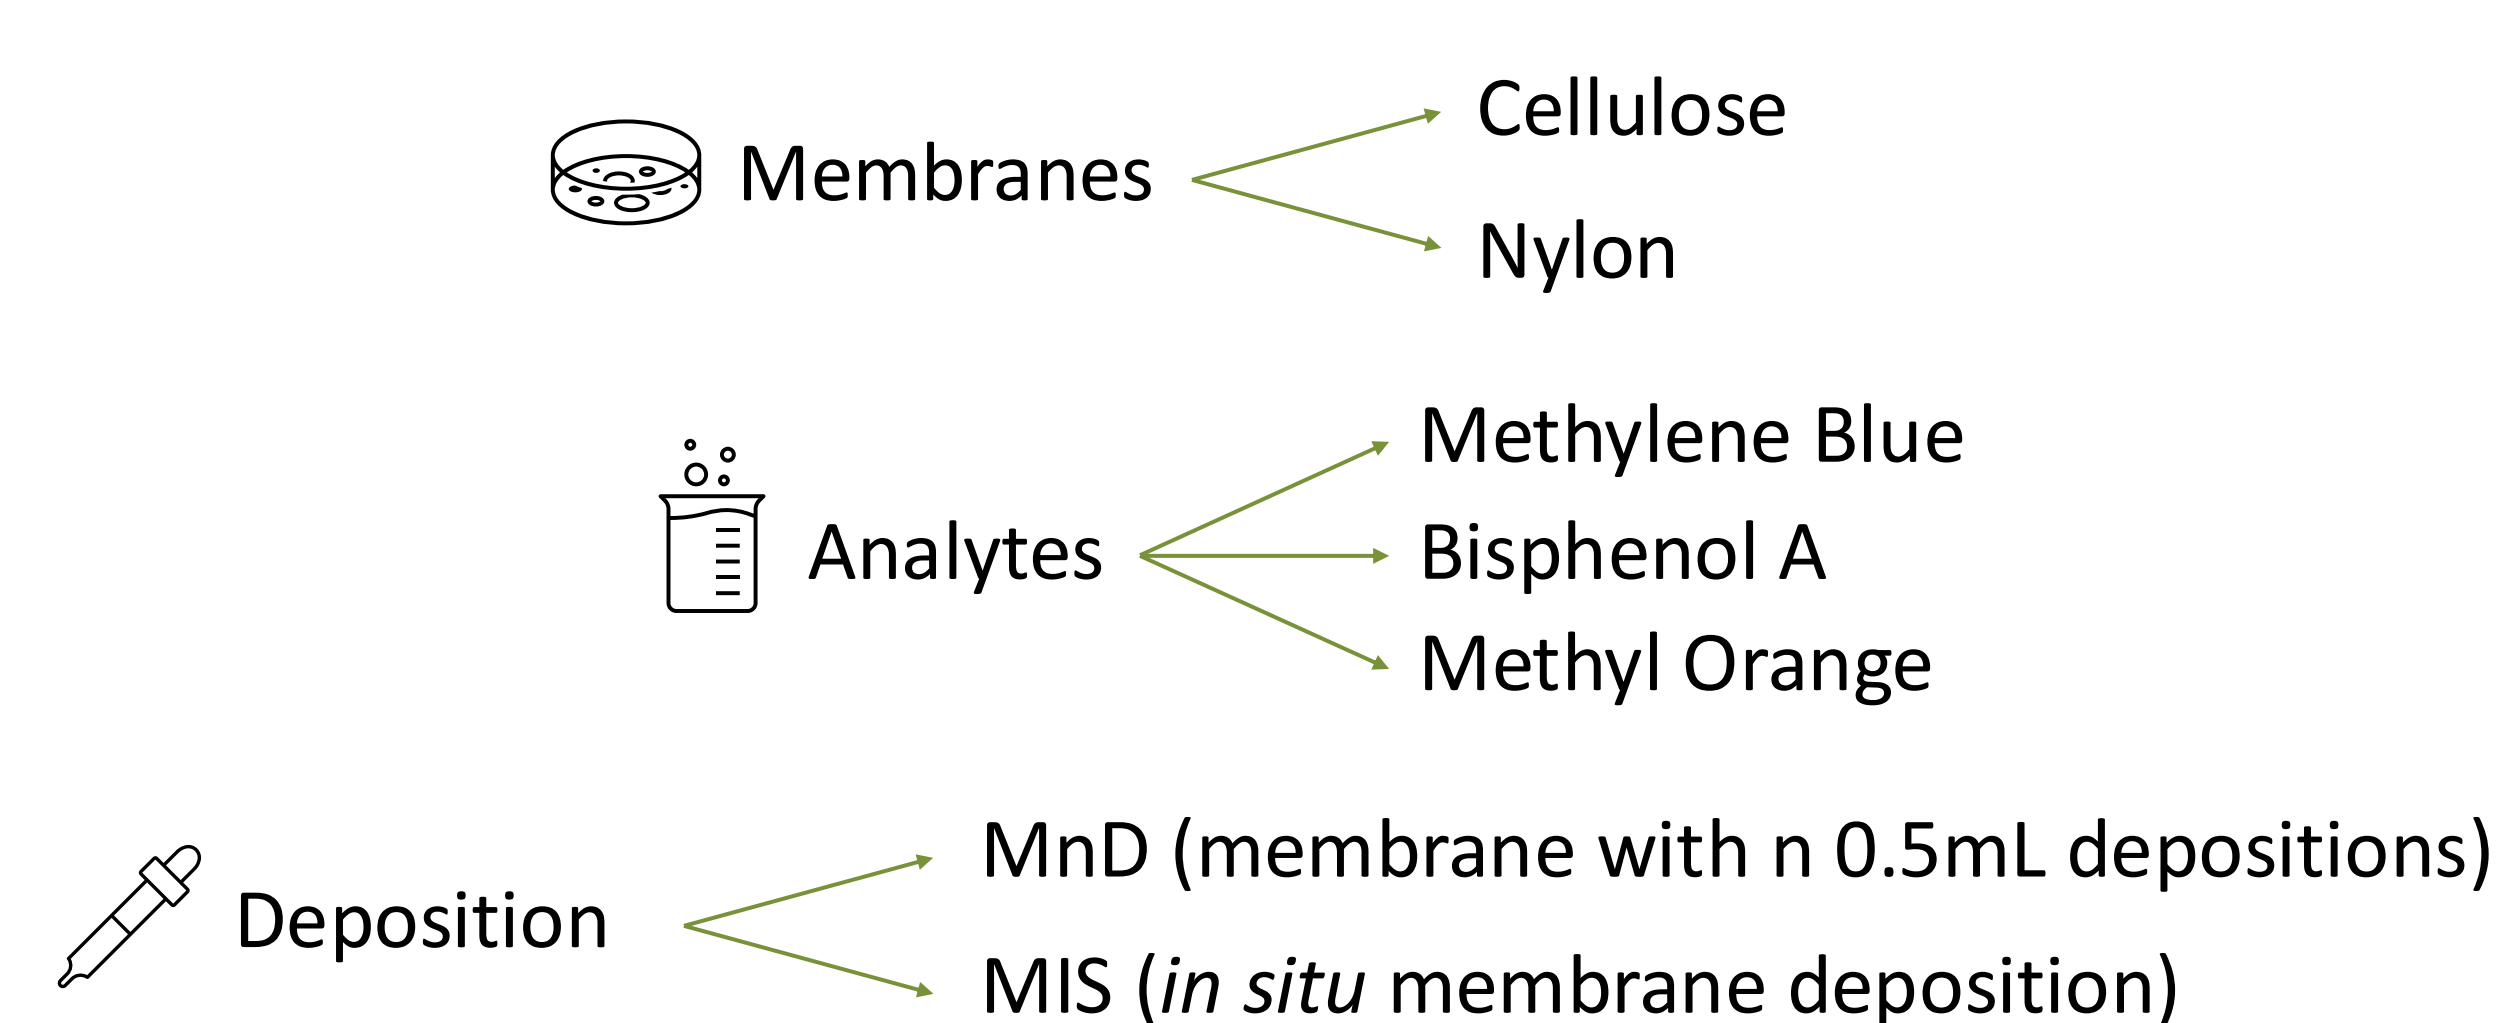 Membranes
Cellulose
Nylon
Analytes
Methylene Blue
Bisphenol A
Methyl Orange
Deposition
MnD (membrane with n 0.5mL depositions)
MIS (in situ membrane deposition)